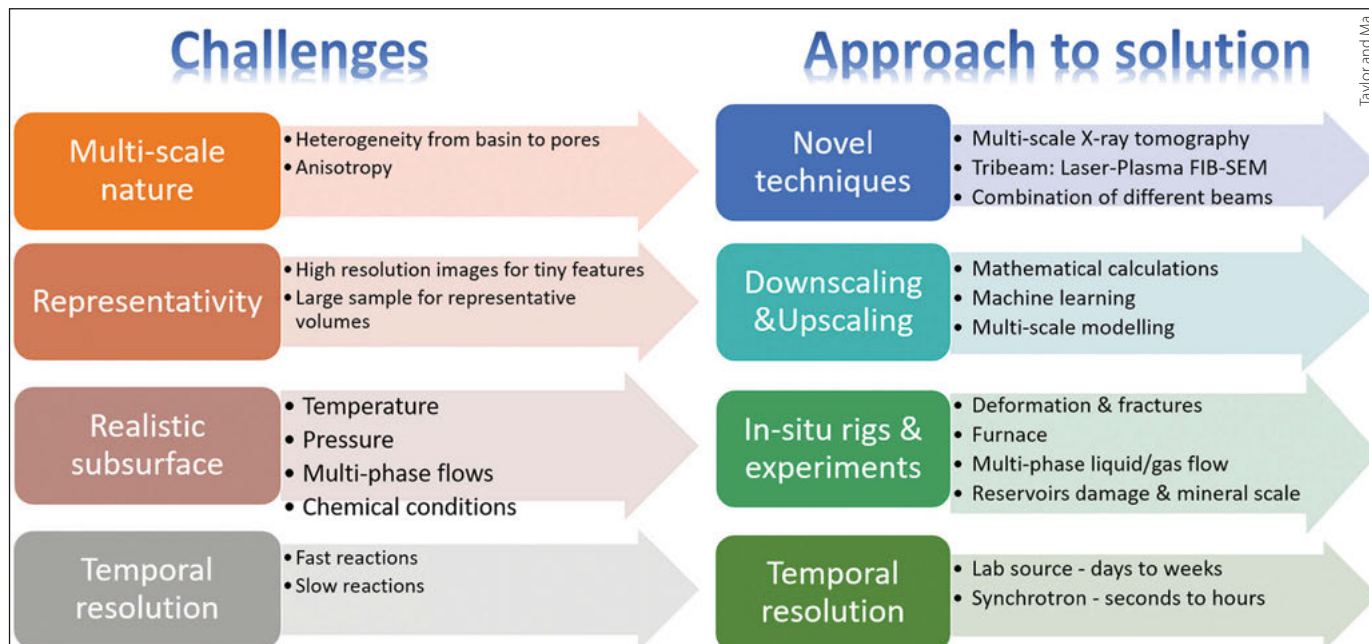 Challenges
Approach to solution
Taylor and Ma
Multi-scale
nature
• Heterogeneity from basin to pores
• Anisotropy
Novel
techniques
• Multi-scale X-ray tomography
• Tribeam: Laser-Plasma FIB-SEM
• Combination of different beams
Representativity
• High resolution images for tiny features
• Large sample for representative
volumes
Downscaling
&Upscaling
• Mathematical calculations
• Machine learning
• Multi-scale modelling
Realistic
subsurface
• Temperature
• Pressure
• Multi-phase flows
• Chemical conditions
In-situ rigs &
experiments
• Deformation & fractures
• Furnace
• Multi-phase liquid/gas flow
• Reservoirs damage & mineral scale
Temporal
resolution
• Fast reactions
• Slow reactions
Temporal
resolution
• Lab source - days to weeks
• Synchrotron - seconds to hours